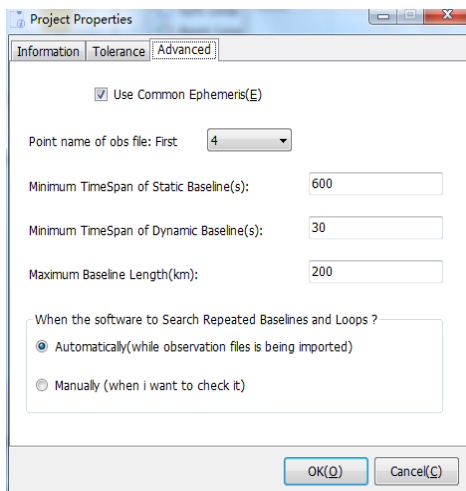 Project Properties
Information Tolerance Advanced
Use Common Ephemeris(E)
Point name of obs file: First 4
Minimum TimeSpan of Static Baseline(s): 600
Minimum TimeSpan of Dynamic Baseline(s): 30
Maximum Baseline Length(km): 200
When the software to Search Repeated Baselines and Loops ?
Automatically(while observation files is being imported)
Manually (when i want to check it)
OK(O) Cancel(C)